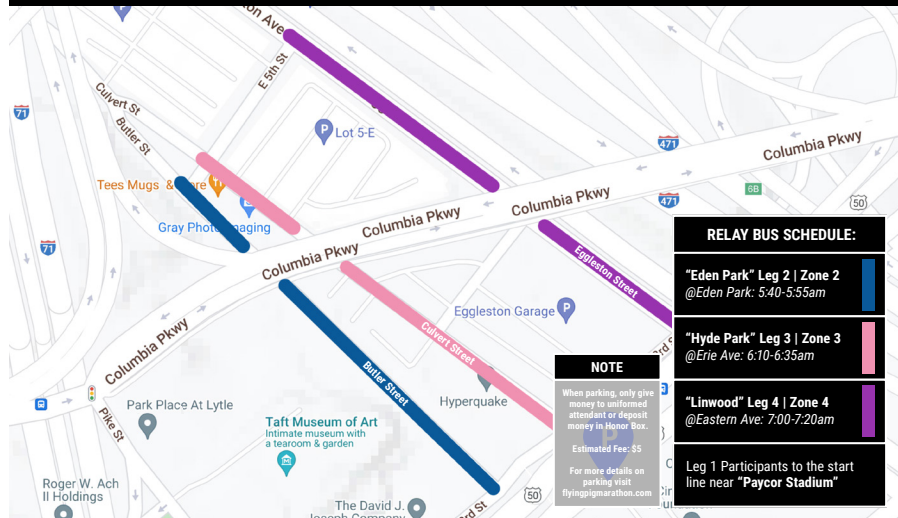 on Ave
E 5th St
Culvert St
Butler St
71
P
Lot 5-E
471
Columbia Pkwy
6B
Tees Mugs &
Gray Photo
aging
471
50
Columbia Pkwy
Columbia Pkwy
Columbia Pkwy
71
Eggleston Street
Eggleston Garage
P
Culvert Street
Butler Street
Columbia Pkwy
Pike St
Park Place At Lytle
Taft Museum of Art
Intimate museum with
a tearoom & garden
Hyperquake
Roger W. Ach
II Holdings
The David J.
Joseph Company
50
rd St
3rd S
P
RELAY BUS SCHEDULE:
“Eden Park” Leg 2 | Zone 2
@Eden Park: 5:40-5:55am
“Hyde Park” Leg 3 | Zone 3
@Erie Ave: 6:10-6:35am
“Linwood” Leg 4 | Zone 4
@Eastern Ave: 7:00-7:20am
Leg 1 Participants to the start
line near “Paycor Stadium”
NOTE
When parking, only give
money to uniformed
attendant or deposit
money in Honor Box.
Estimated Fee: $5
For more details on
parking visit
flyingpigmarathon.com